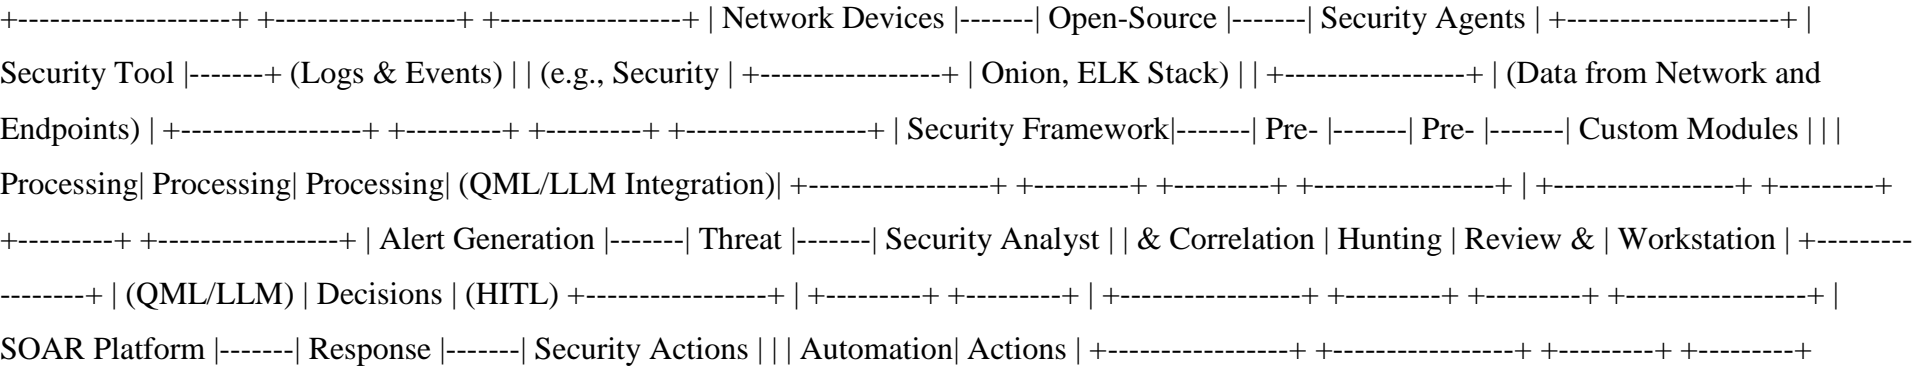 +--------------------+ +-----------------+ +-----------------+ | Network Devices |-------| Open-Source |-------| Security Agents | +--------------------+ |
Security Tool |-------+ (Logs & Events) | | (e.g., Security | +-----------------+ | Onion, ELK Stack) | | +-----------------+ | (Data from Network and
Endpoints) | +-----------------+ +---------+ +---------+ +-----------------+ | Security Framework|-------| Pre- |-------| Pre- |-------| Custom Modules | | |
Processing| Processing| Processing| (QML/LLM Integration)| +-----------------+ +---------+ +---------+ +-----------------+ | +-----------------+ +---------+
+---------+ +-----------------+ | Alert Generation |-------| Threat |-------| Security Analyst | | & Correlation | Hunting | Review & | Workstation | +---------
--------+ | (QML/LLM) | Decisions | (HITL) +-----------------+ | +---------+ +---------+ | +-----------------+ +---------+ +---------+ +-----------------+ |
SOAR Platform |-------| Response |-------| Security Actions | | | Automation| Actions | +-----------------+ +-----------------+ +---------+ +---------+